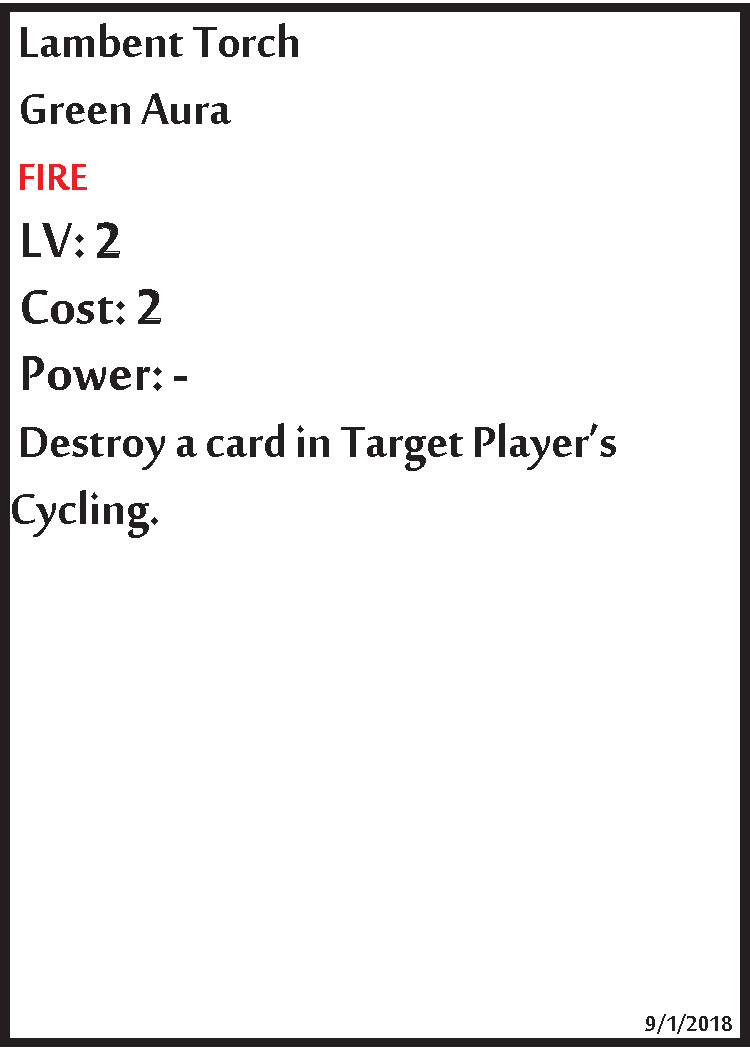 Lambent Torch
Green Aura
FIRE
LV: 2
Cost: 2
Power: -
Destroy a card in Target Player's
Cycling.
9/1/2018